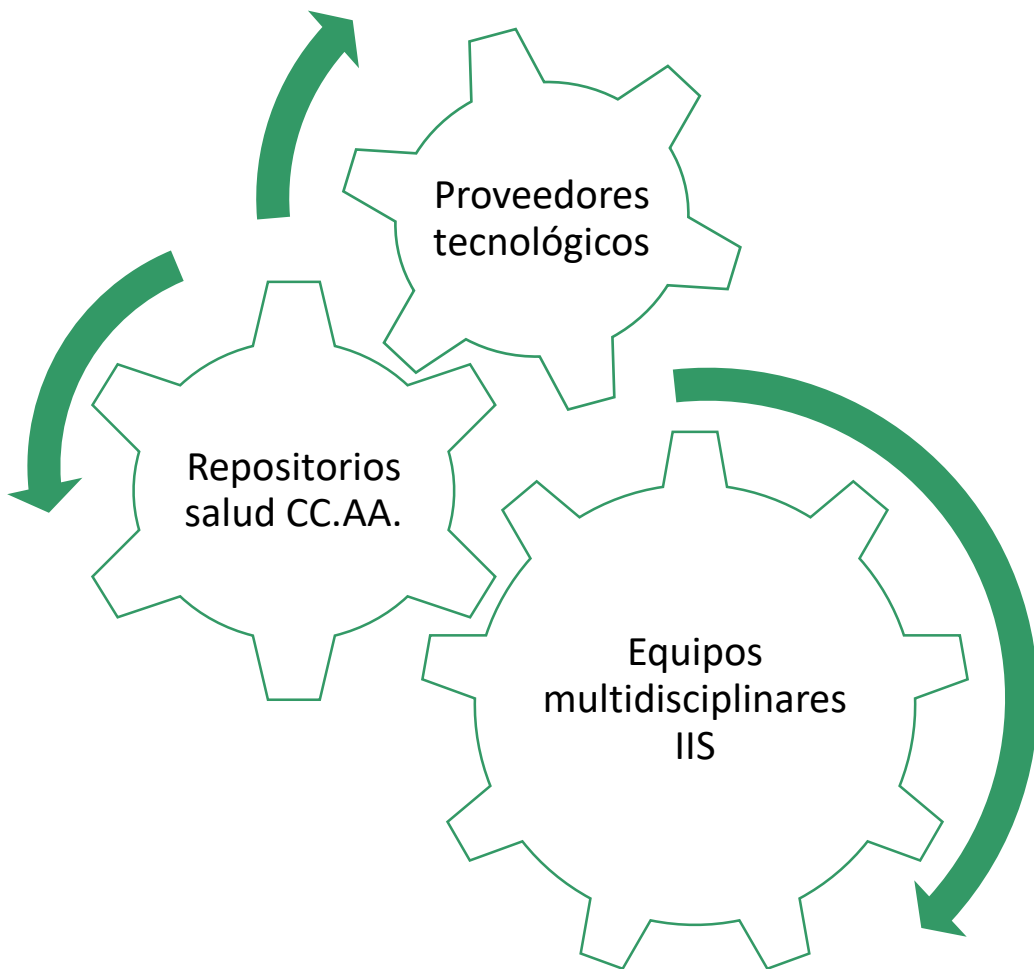 Proveedores
tecnológicos
Repositorios
salud CC.AA.
Equipos
multidisciplinares
IIS